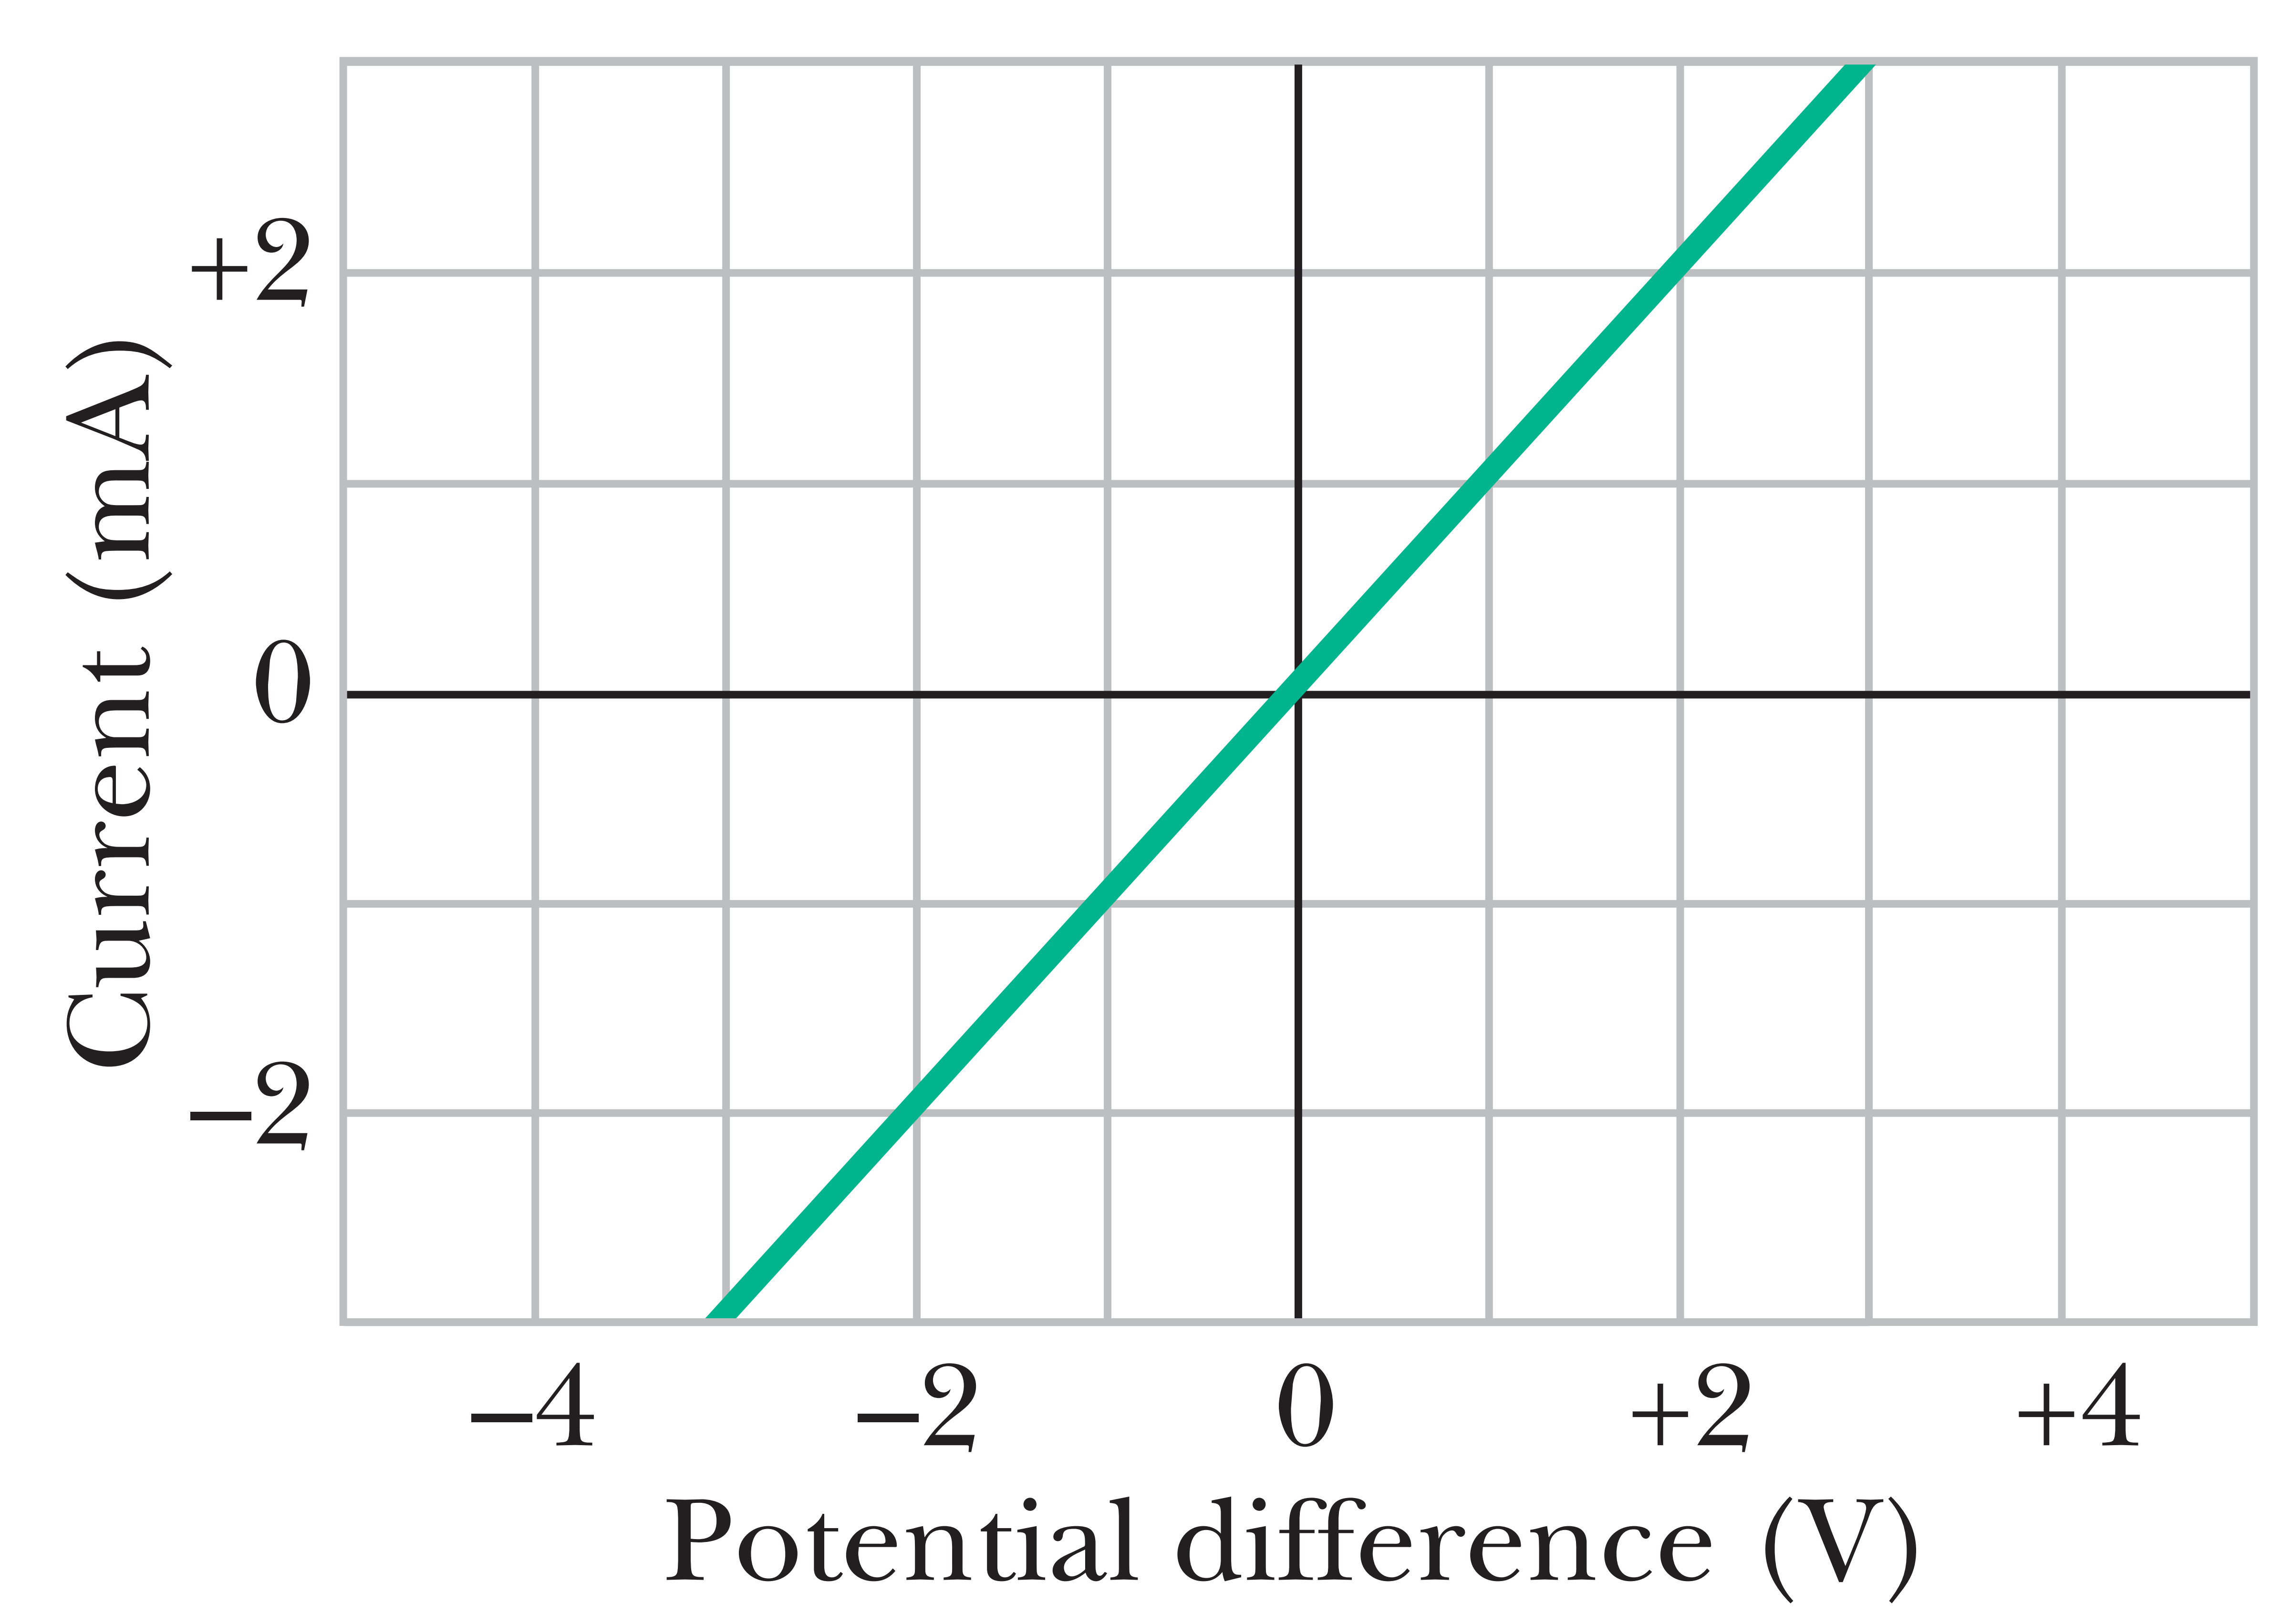 Current (mA)
+2
0
–2
–4 –2 0 +2 +4
Potential difference (V)